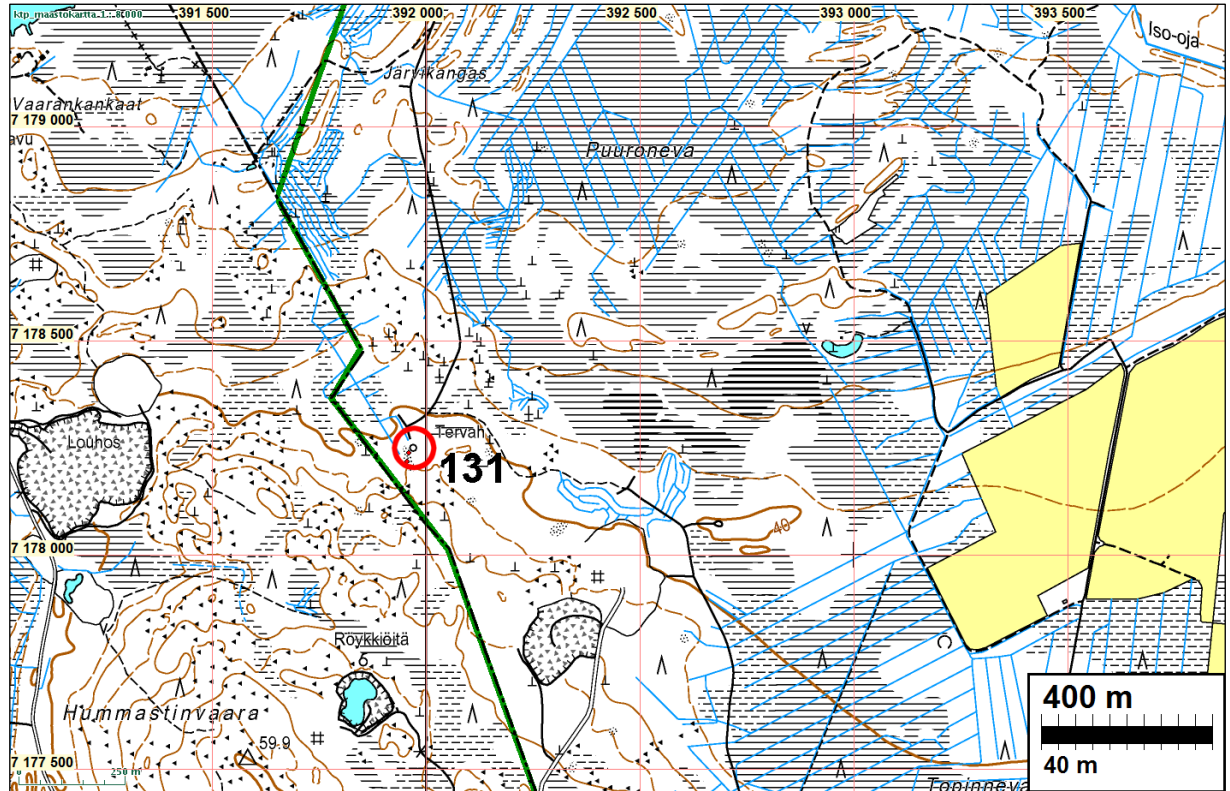 ktp_maastokartta_1:_8000
391 500
392 000
392 500
393 000
393 500
Iso-oja
Järvikangas
Vaarankankaat
7 179 000
avu
Puuroneva
7 178 500
Louhos
Tervah
131
7 178 000
40
Röykkiöitä
Hummastinvaara
59.9
7 177 500
0
250 m
Topinneva
400 m
40 m